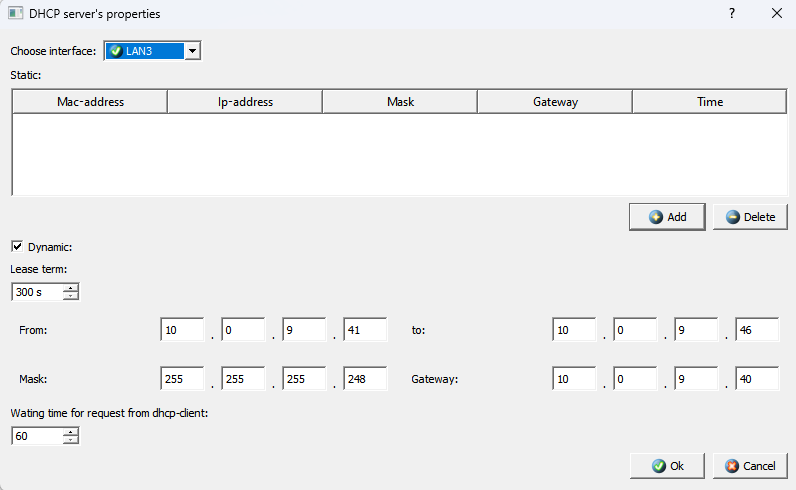 DHCP server's properties
Choose interface: LAN3
Static:
Mac-address Ip-address Mask Gateway Time
Add Delete
Dynamic:
Lease term:
300 s
From: 10 . 0 . 9 . 41 to: 10 . 0 . 9 . 46
Mask: 255 . 255 . 255 . 248 Gateway: 10 . 0 . 9 . 40
Wating time for request from dhcp-client:
60
Ok Cancel